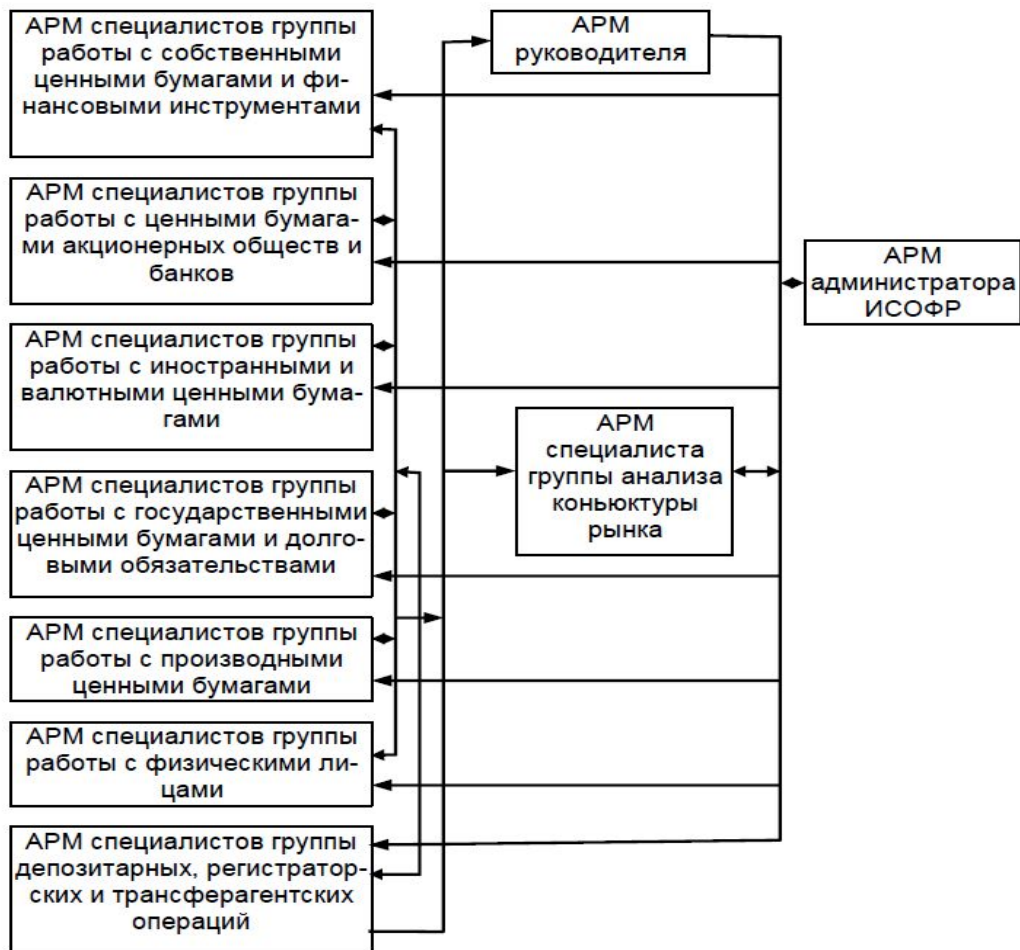 АРМ специалистов группы
работы с собственными
ценными бумагами и фи-
нансовыми инструментами
АРМ специалистов группы
работы с ценными бумага-
ми акционерных обществ и
банков
АРМ специалистов группы
работы с иностранными и
валютными ценными бума-
гами
АРМ специалистов группы
работы с государственными
ценными бумагами и долго-
выми обязательствами
АРМ специалистов группы
работы с производными
ценными бумагами
АРМ специалистов группы
работы с физическими ли-
цами
АРМ специалистов группы
депозитарных, регистратор-
ских и трансферагентских
операций
АРМ
руководителя
АРМ
специалиста
группы анализа
коньюктуры
рынка
АРМ
администратора
ИСОФР